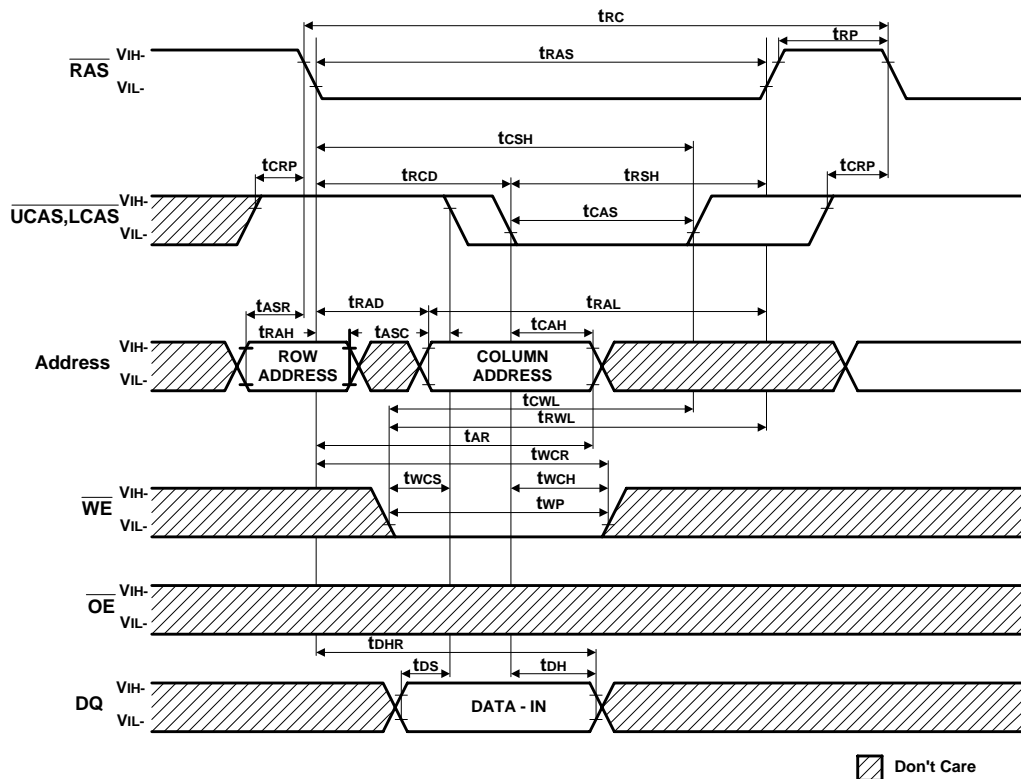 tRC
tRP
RAS VIH-
tRAS
VIL-
tCSH
tCRP
tRCD
tRSH
tCRP
UCAS,LCAS VIH-
tCAS
VIL-
tASR
tRAD
tRAL
tRAH
tASC
tCAH
Address VIH-
ROW ADDRESS
COLUMN ADDRESS
VIL-
tCWL
tRWL
tAR
tWCR
tWCS
tWCH
WE VIH-
tWP
VIL-
OE VIH-
VIL-
tDHR
tDS
tDH
DQ VIH-
DATA - IN
VIL-
Don't Care